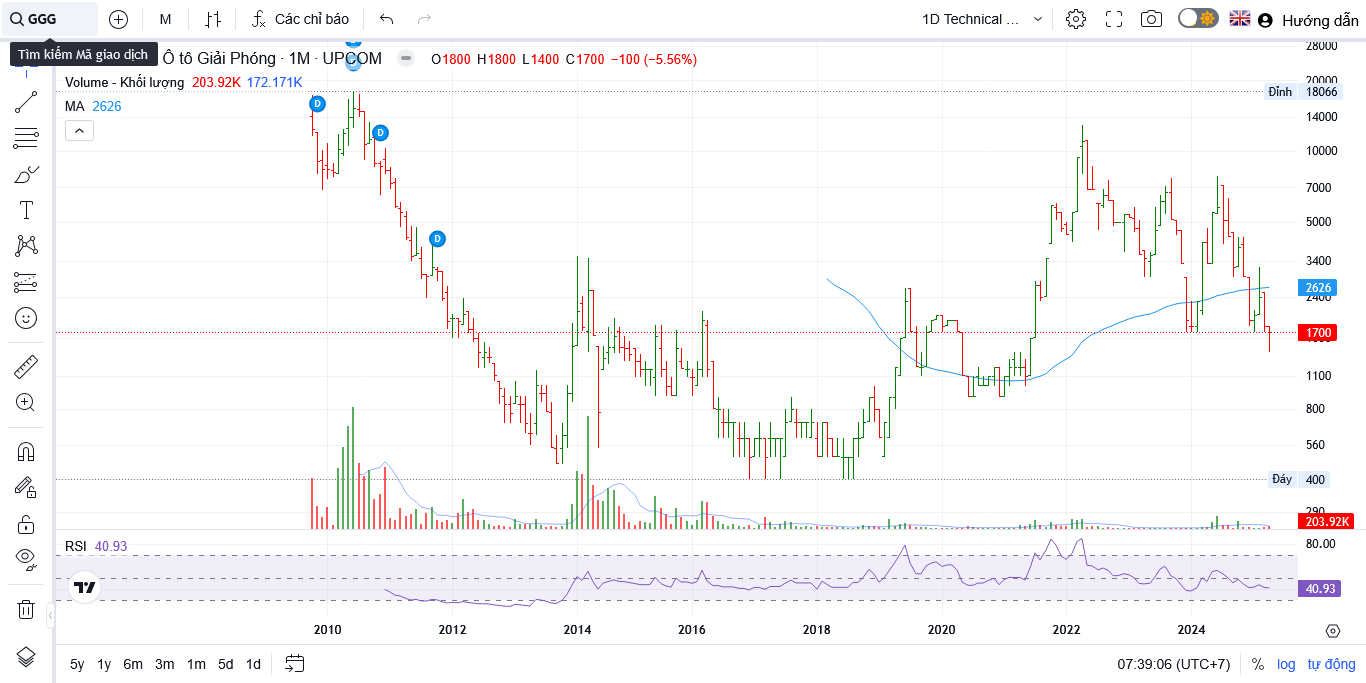 GGG
M
Các chỉ báo
1D Technical ...
Hướng dẫn
Tìm kiếm Mã giao dịch
Ô tô Giải Phóng · 1M · UPCOM
O1800 H1800 L1400 C1700 −100 (−5.56%)
Volume - Khối lượng 203.92K 172.171K
MA 2626
D
D
D
28000
20000
Đỉnh 18066
14000
10000
7000
5000
3400
2626
2400
1700
1100
800
560
Đáy 400
290
203.92K
RSI 40.93
80.00
40.93
2010 2012 2014 2016 2018 2020 2022 2024
5y 1y 6m 3m 1m 5d 1d
07:39:06 (UTC+7)
% log tự động